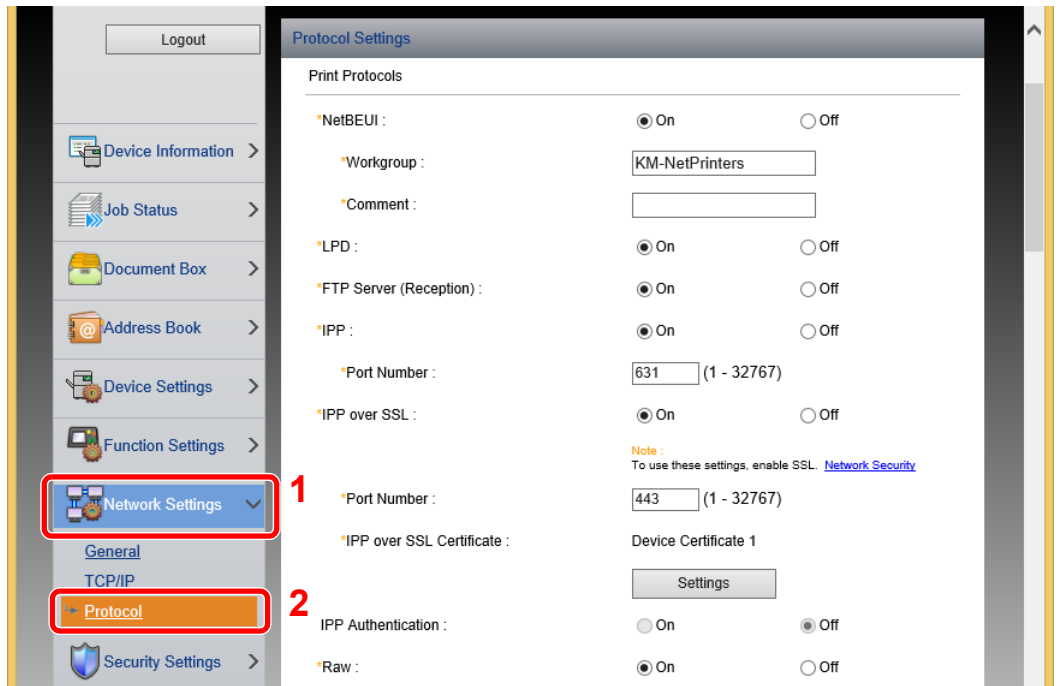 Logout
Device Information
Job Status
Document Box
Address Book
Device Settings
Function Settings
Network Settings
1
General
TCP/IP
Protocol
2
Security Settings
Protocol Settings
Print Protocols
*NetBEUI : On Off
*Workgroup : KM-NetPrinters
*Comment :
*LPD : On Off
*FTP Server (Reception) : On Off
*IPP : On Off
*Port Number : 631 (1 - 32767)
*IPP over SSL : On Off
Note :
To use these settings, enable SSL. Network Security
*Port Number : 443 (1 - 32767)
*IPP over SSL Certificate : Device Certificate 1
Settings
IPP Authentication : On Off
*Raw : On Off